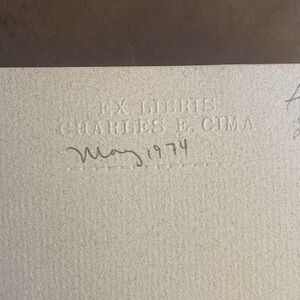 EX LIBRIS
CHARLES E. CIMA
May 1974